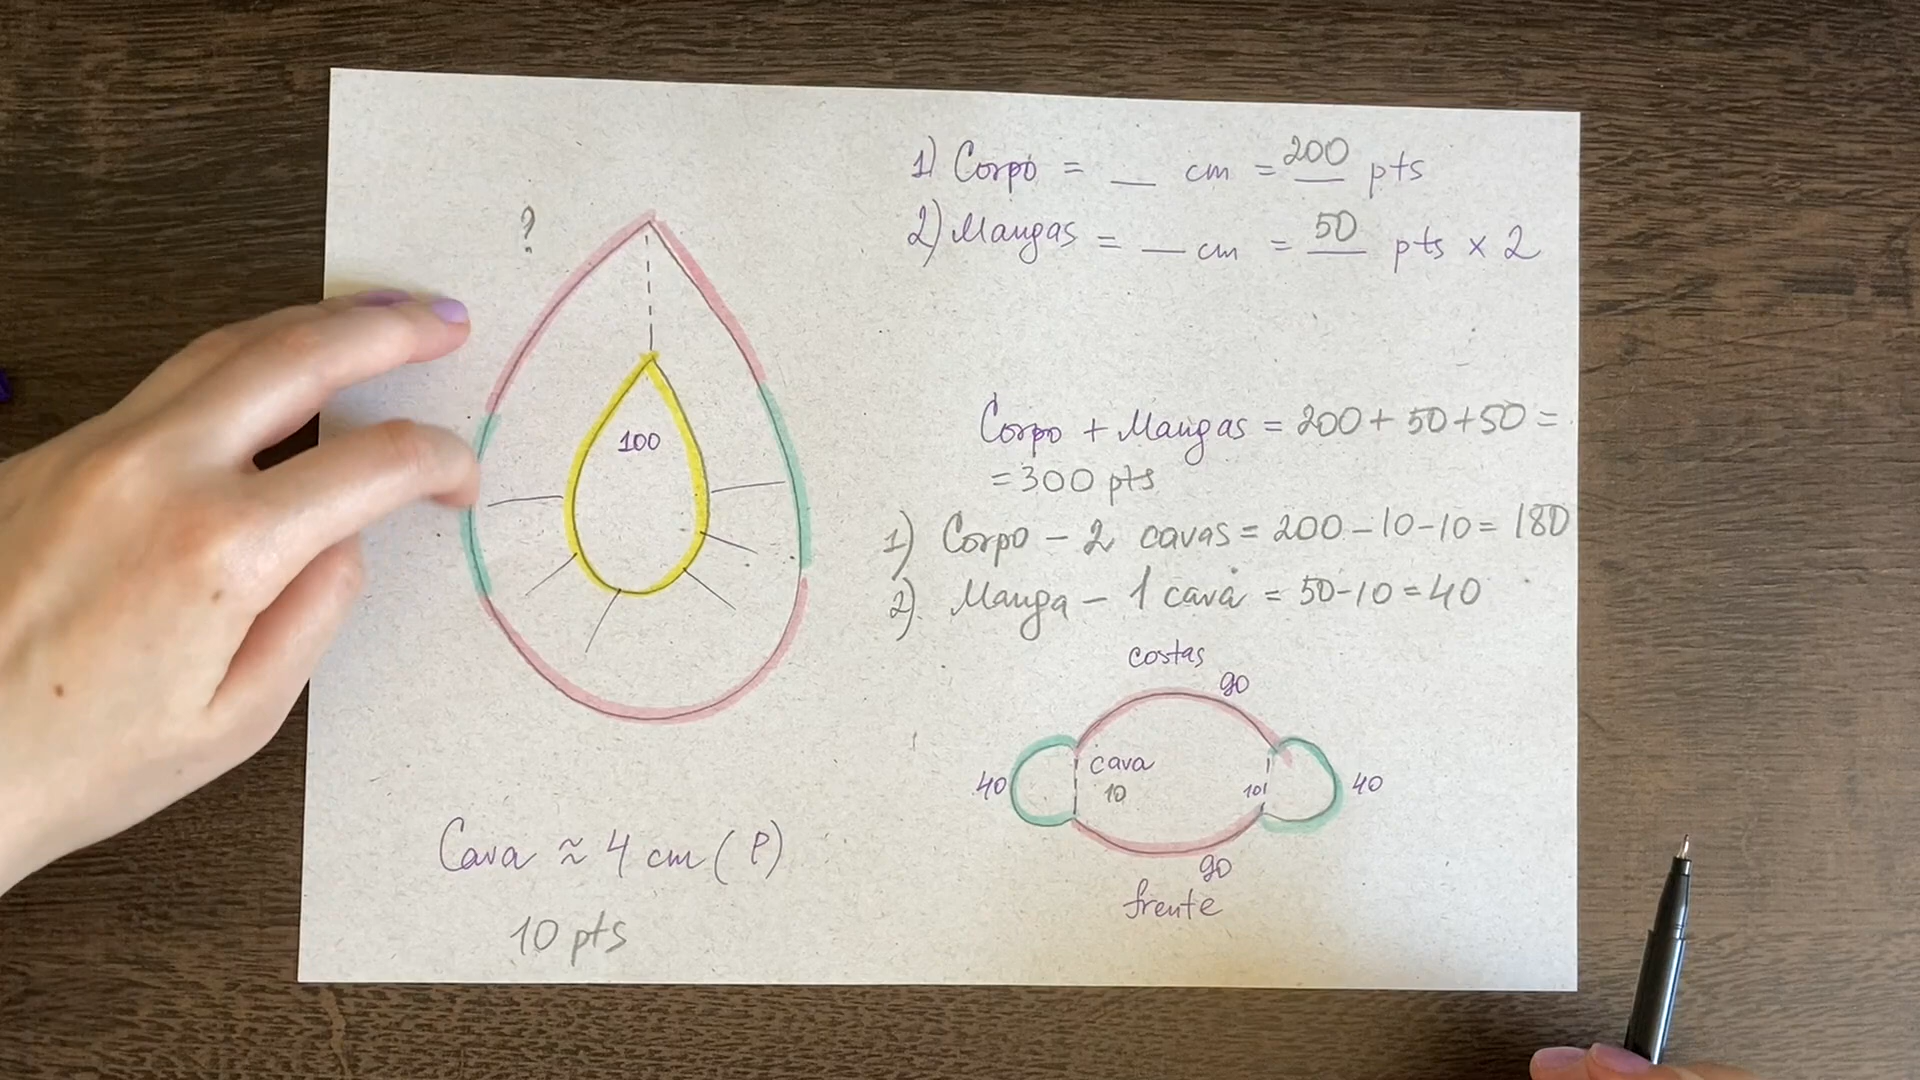 ?
100
Cava ≈ 4 cm (P)
10 pts
1) Corpo = __ cm = 200 pts
2) Mangas = __ cm = 50 pts x 2
Corpo + Mangas = 200 + 50 + 50 =
= 300 pts
1) Corpo - 2 cavas = 200 - 10 - 10 = 180
2) Manga - 1 cava = 50 - 10 = 40
costas
90
40
cava
10
10
40
90
frente